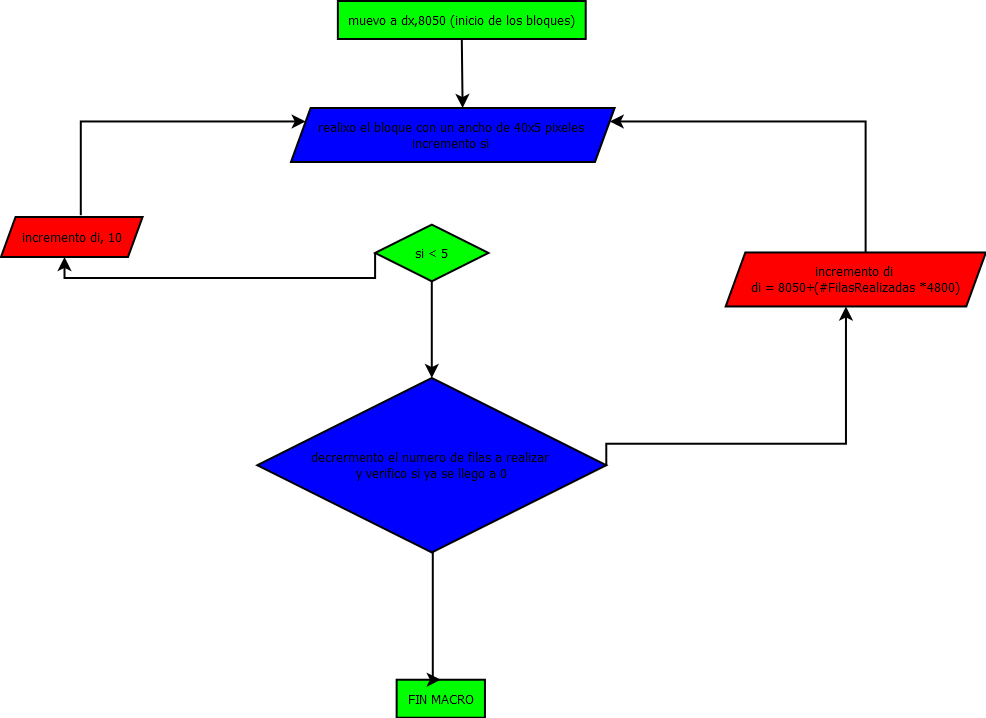 muevo a dx,8050 (inicio de los bloques)
realixo el bloque con un ancho de 40x5 pixeles
incremento si
incremento di, 10
si < 5
incremento di
di = 8050+(#FilasRealizadas *4800)
decrermento el numero de filas a realizar
y verifico si ya se llego a 0
FIN MACRO